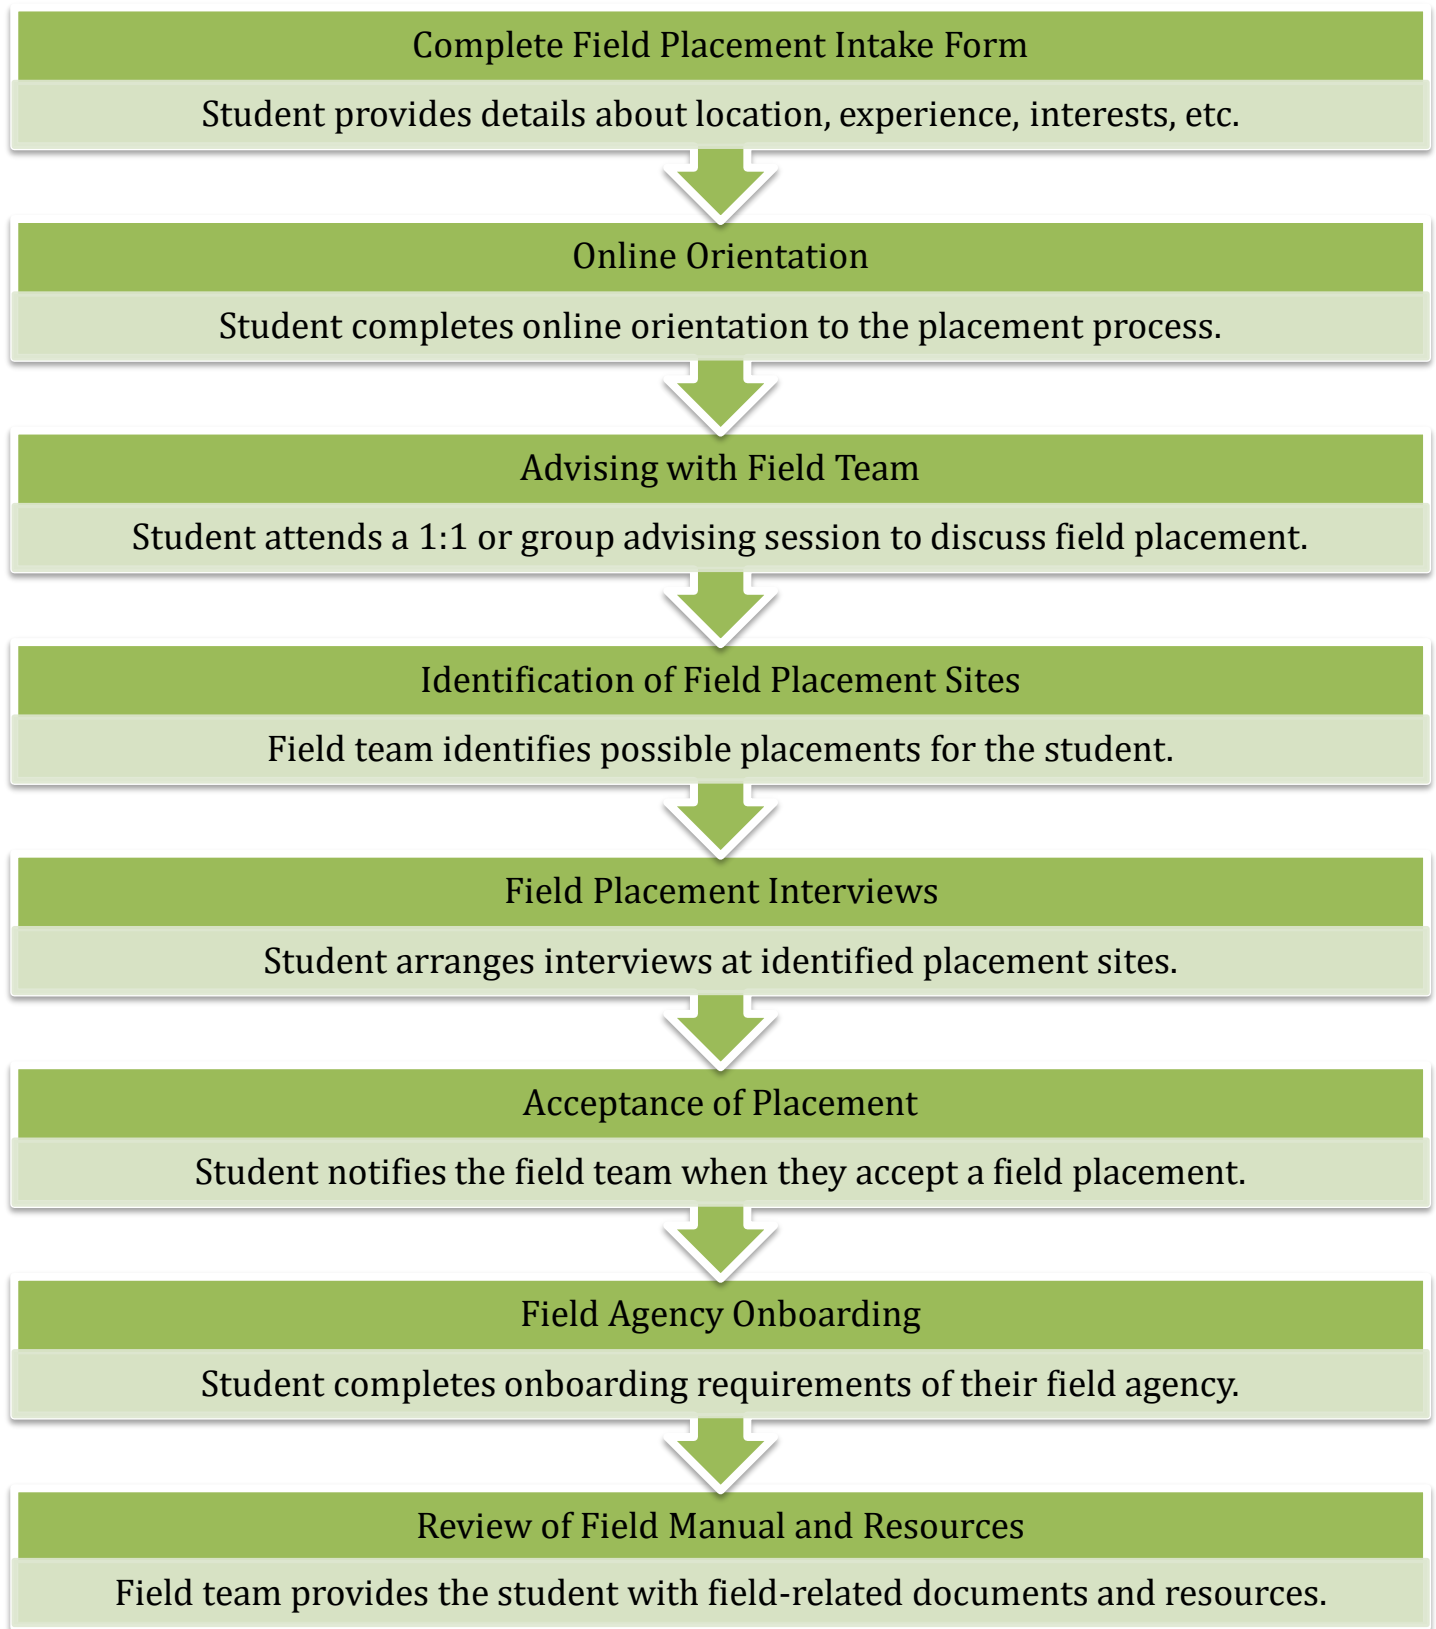 Complete Field Placement Intake Form
Student provides details about location, experience, interests, etc.
Online Orientation
Student completes online orientation to the placement process.
Advising with Field Team
Student attends a 1:1 or group advising session to discuss field placement.
Identification of Field Placement Sites
Field team identifies possible placements for the student.
Field Placement Interviews
Student arranges interviews at identified placement sites.
Acceptance of Placement
Student notifies the field team when they accept a field placement.
Field Agency Onboarding
Student completes onboarding requirements of their field agency.
Review of Field Manual and Resources
Field team provides the student with field-related documents and resources.